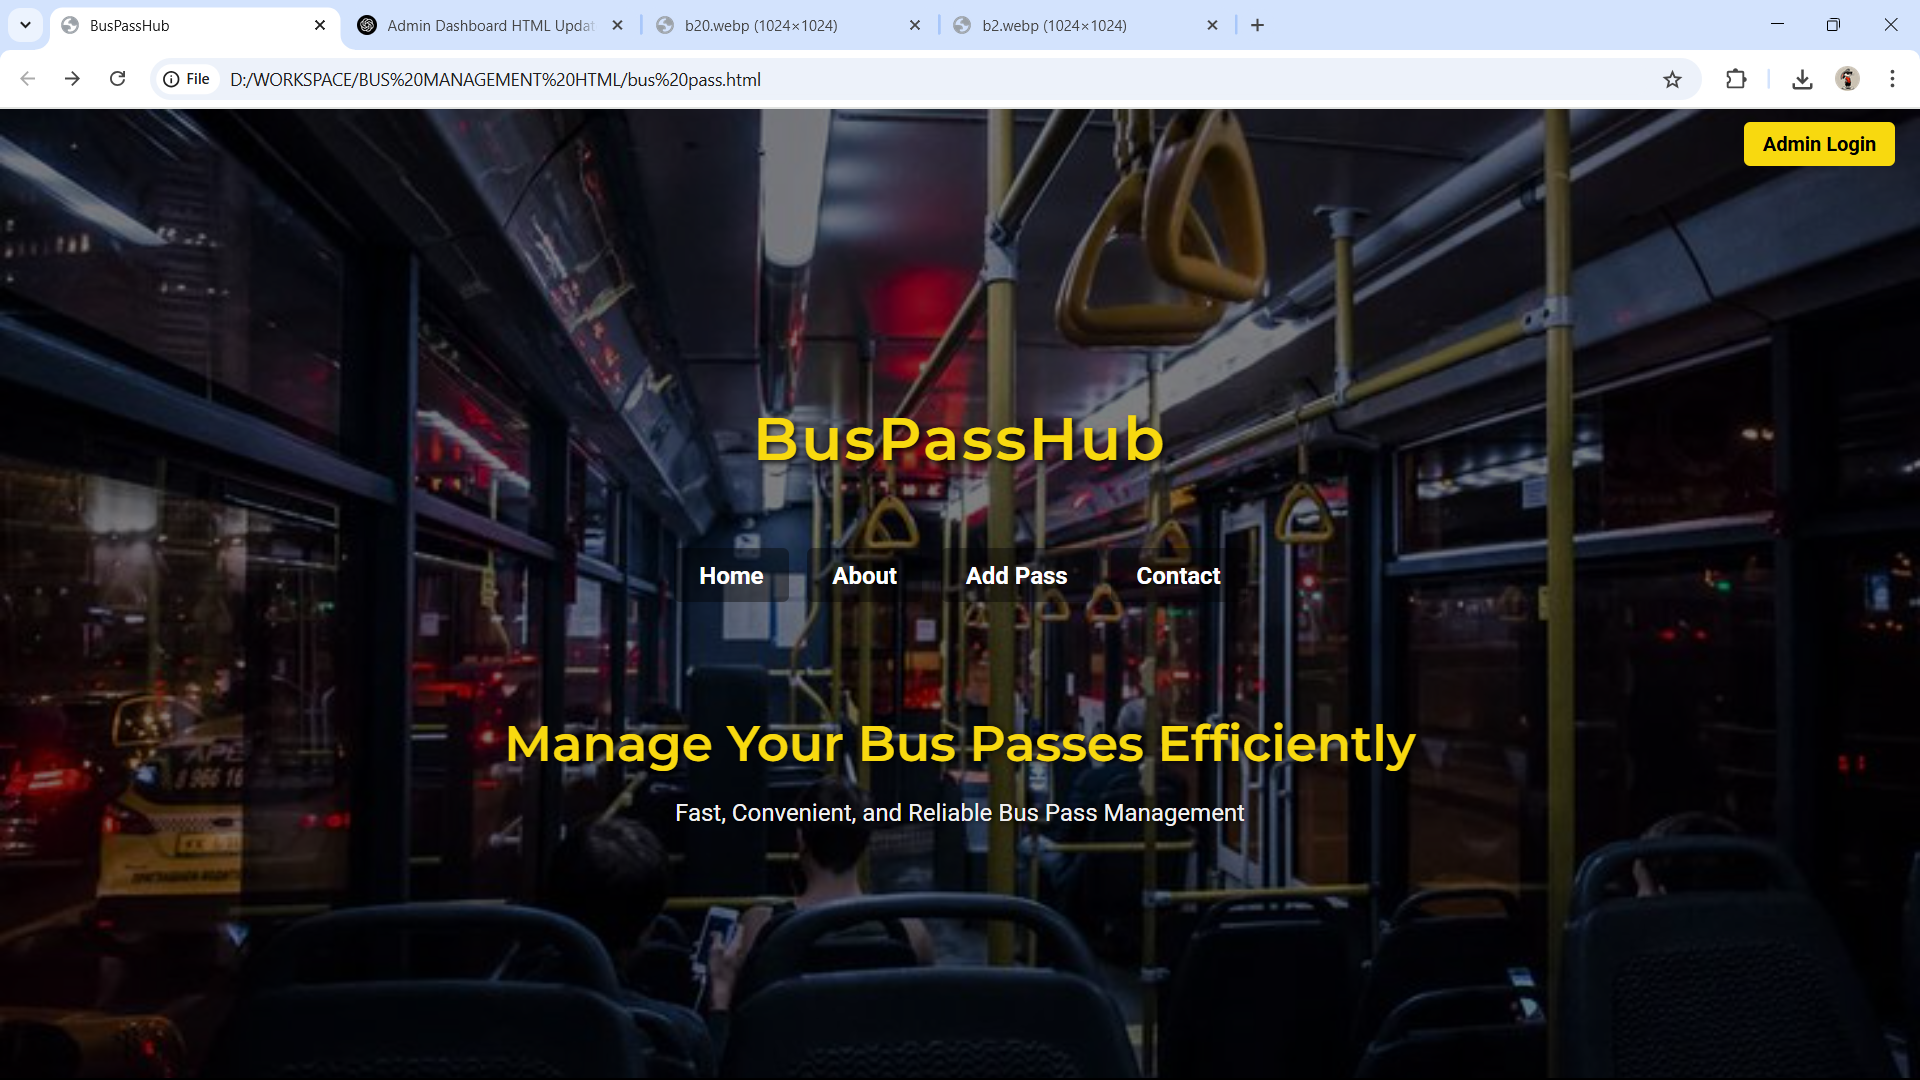 BusPassHub
Admin Dashboard HTML Updat
b20.webp (1024×1024)
b2.webp (1024×1024)
File
D:/WORKSPACE/BUS%20MANAGEMENT%20HTML/bus%20pass.html
Admin Login
BusPassHub
Home
About
Add Pass
Contact
Manage Your Bus Passes Efficiently
Fast, Convenient, and Reliable Bus Pass Management